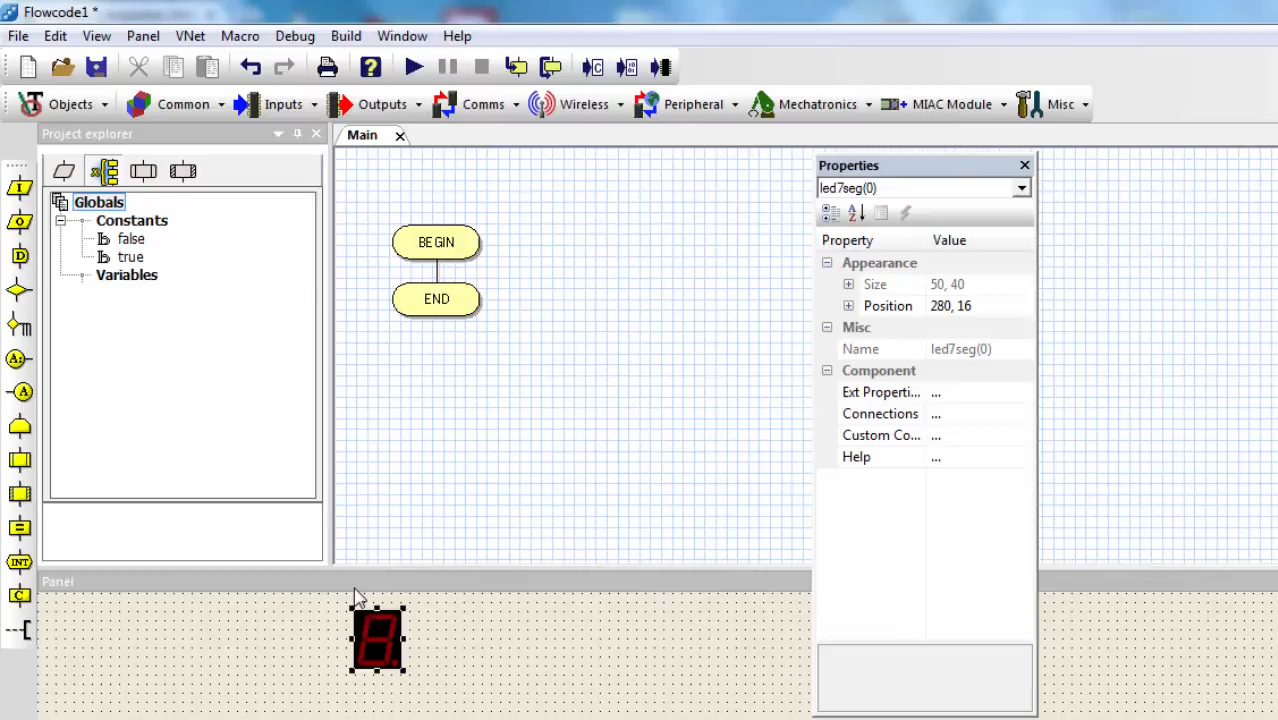 Flowcode1 *
File Edit View Panel VNet Macro Debug Build Window Help
Objects Common Inputs Outputs Comms Wireless Peripheral Mechatronics MIAC Module Misc
Project explorer
Main
Globals
Constants
false
true
Variables
BEGIN
END
Properties
led7seg(0)
Property Value
Appearance
Size 50, 40
Position 280, 16
Misc
Name led7seg(0)
Component
Ext Properti... ...
Connections ...
Custom Co... ...
Help ...
Panel
8.